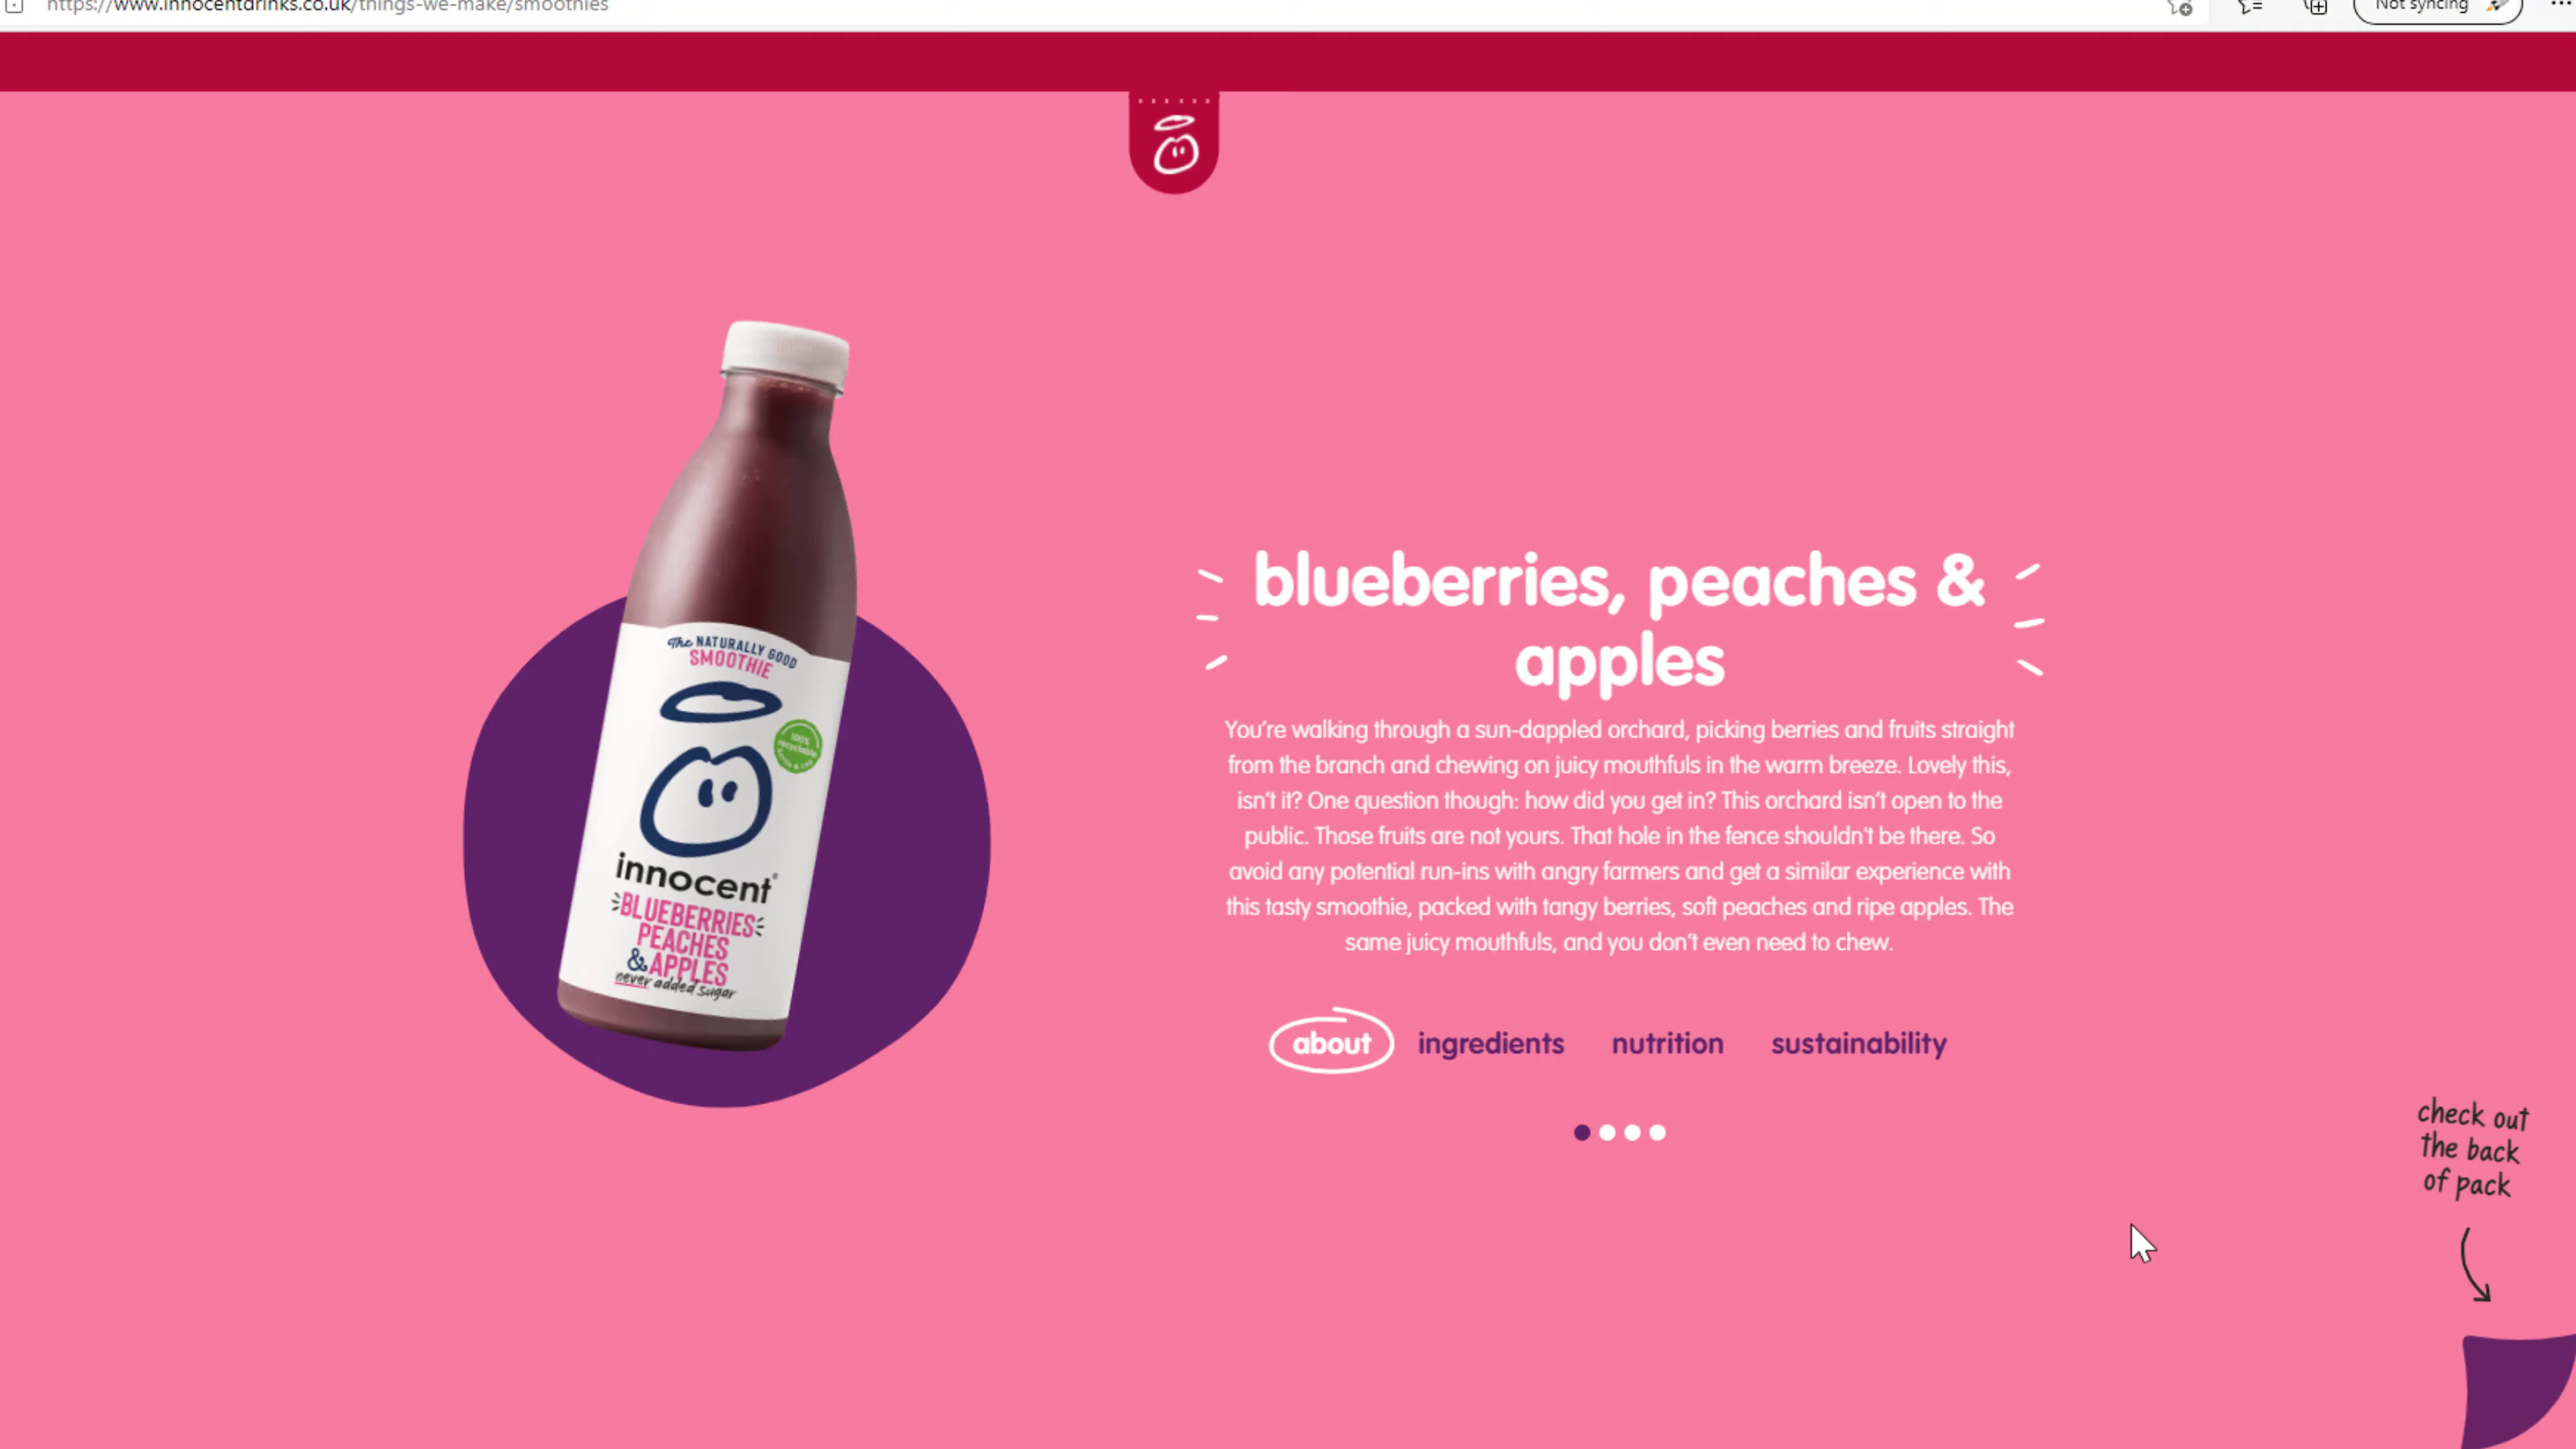 https://www.innocentdrinks.co.uk/things-we-make/smoothies
Not syncing
The NATURALLY GOOD
SMOOTHIE
100%
recyclable
bottle & cap
innocent®
BLUEBERRIES
PEACHES
& APPLES
never added sugar
blueberries, peaches &
apples
You're walking through a sun-dappled orchard, picking berries and fruits straight
from the branch and chewing on juicy mouthfuls in the warm breeze. Lovely this,
isn't it? One question though: how did you get in? This orchard isn't open to the
public. Those fruits are not yours. That hole in the fence shouldn't be there. So
avoid any potential run-ins with angry farmers and get a similar experience with
this tasty smoothie, packed with tangy berries, soft peaches and ripe apples. The
same juicy mouthfuls, and you don't even need to chew.
about ingredients nutrition sustainability
check out
the back
of pack